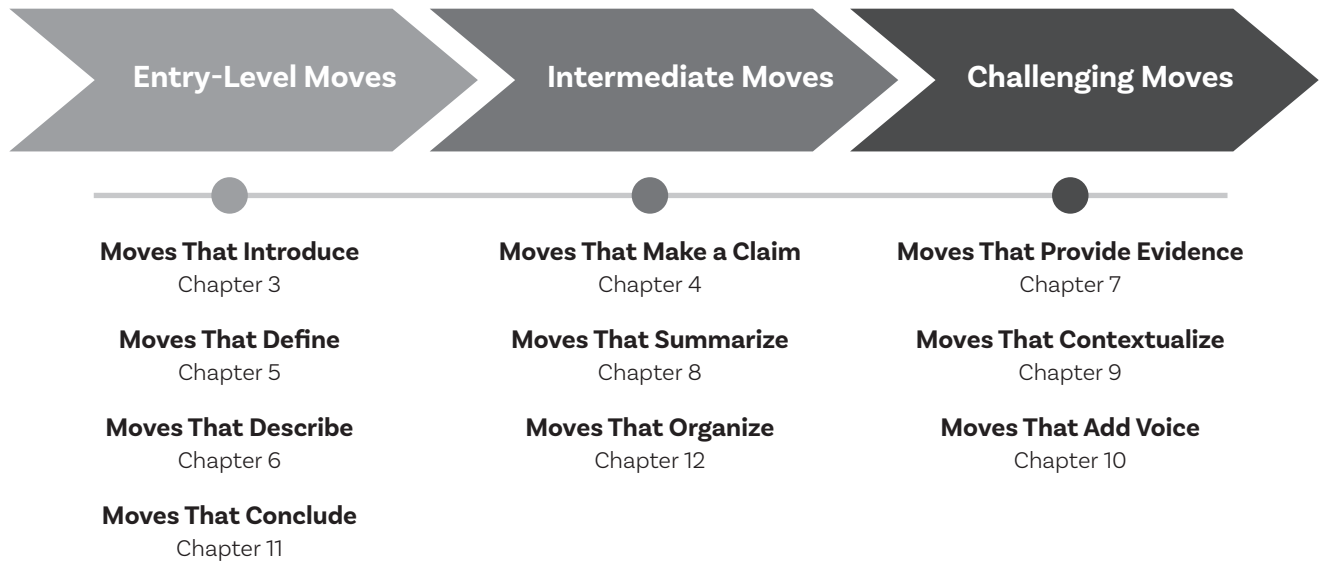 Entry-Level Moves
Intermediate Moves
Challenging Moves
Moves That Introduce
Chapter 3
Moves That Define
Chapter 5
Moves That Describe
Chapter 6
Moves That Conclude
Chapter 11
Moves That Make a Claim
Chapter 4
Moves That Summarize
Chapter 8
Moves That Organize
Chapter 12
Moves That Provide Evidence
Chapter 7
Moves That Contextualize
Chapter 9
Moves That Add Voice
Chapter 10